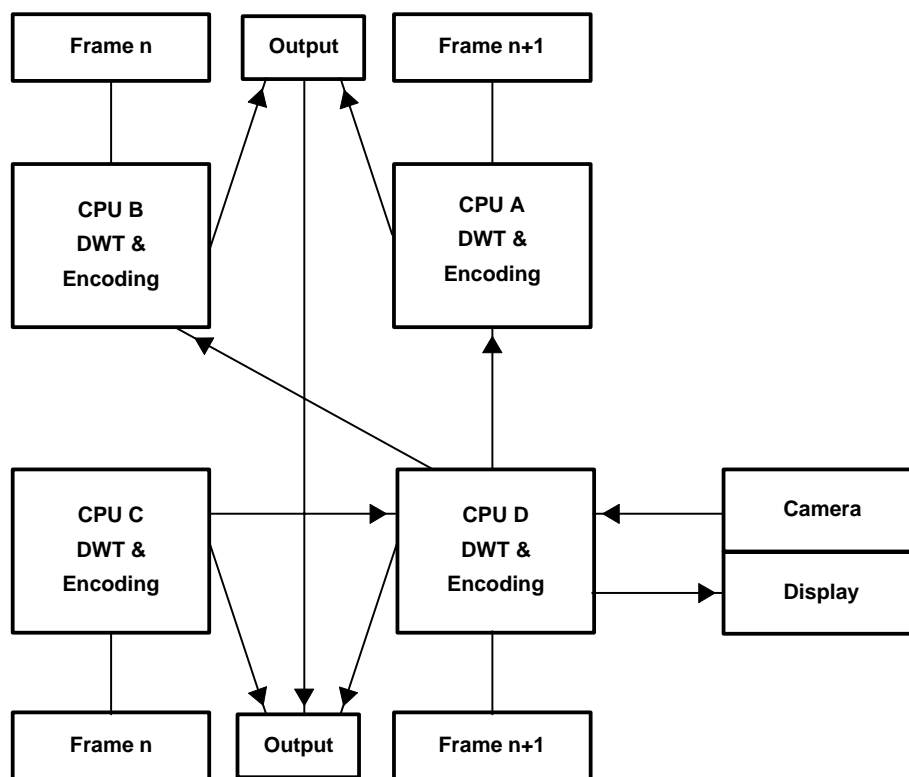 Frame n
Output
Frame n+1
CPU B
DWT &
Encoding
CPU A
DWT &
Encoding
CPU C
DWT &
Encoding
CPU D
DWT &
Encoding
Camera
Display
Frame n
Output
Frame n+1